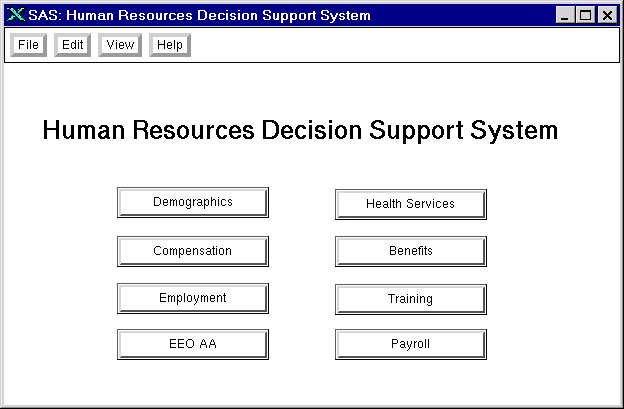 SAS: Human Resources Decision Support System
File Edit View Help
Human Resources Decision Support System
Demographics Health Services
Compensation Benefits
Employment Training
EEO AA Payroll